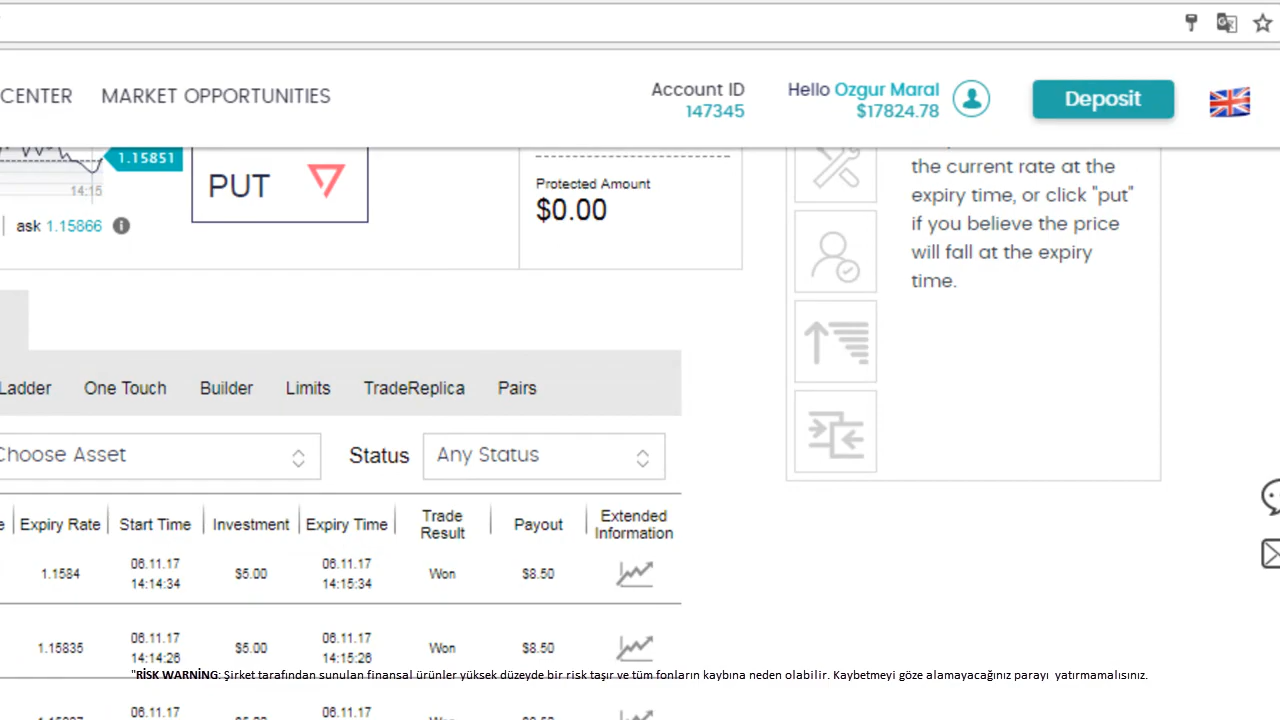 CENTER MARKET OPPORTUNITIES
Account ID
147345
Hello Ozgur Maral
$17824.78
Deposit
1.15851
14:15
ask 1.15866
PUT
Protected Amount
$0.00
the current rate at the
expiry time, or click "put"
if you believe the price
will fall at the expiry
time.
Ladder One Touch Builder Limits TradeReplica Pairs
Choose Asset Status Any Status
Expiry Rate Start Time Investment Expiry Time Trade Result Payout Extended Information
1.1584 06.11.17 14:14:34 $5.00 06.11.17 14:15:34 Won $8.50
1.15835 06.11.17 14:14:26 $5.00 06.11.17 14:15:26 Won $8.50
"RİSK WARNİNG: Şirket tarafından sunulan finansal ürünler yüksek düzeyde bir risk taşır ve tüm fonların kaybına neden olabilir. Kaybetmeyi göze alamayacağınız parayı yatırmamalısınız.
06.11.17 06.11.17